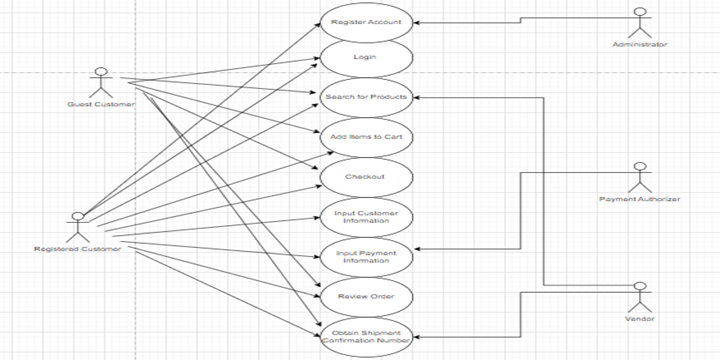 Register Account
Administrator
Login
Search for Products
Guest Customer
Add Items to Cart
Checkout
Payment Authorizer
Input Customer
Information
Registered Customer
Input Payment
Information
Review Order
Vendor
Obtain Shipment
Confirmation Number